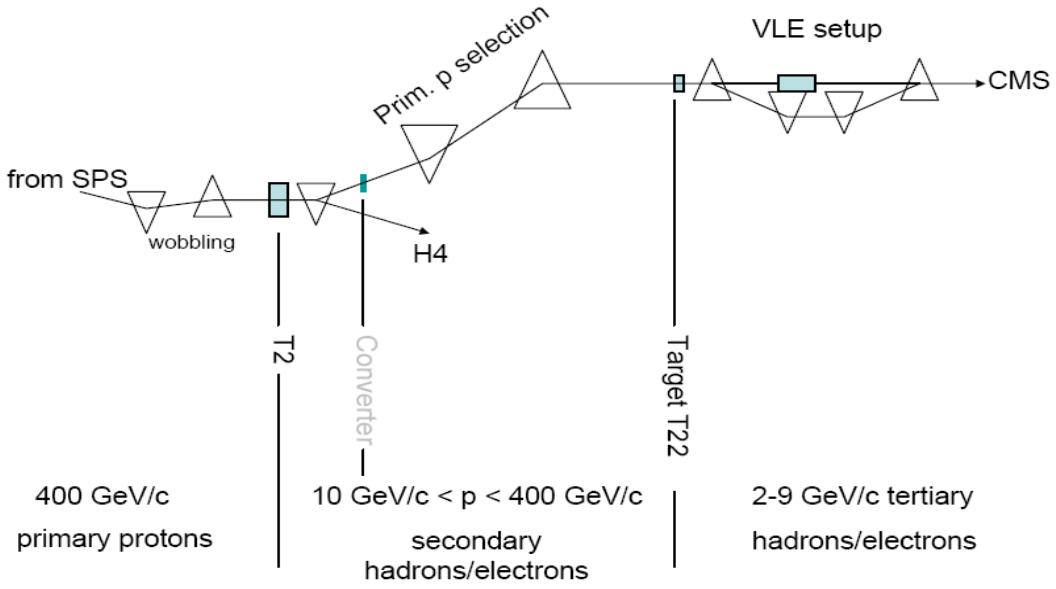 VLE setup
Prim. p selection
CMS
from SPS
wobbling
H4
T2
Converter
Target T22
400 GeV/c
primary protons
10 GeV/c < p < 400 GeV/c
secondary
hadrons/electrons
2-9 GeV/c tertiary
hadrons/electrons